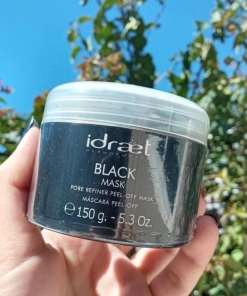 idraet
BLACK
MASK
PORE REFINER PEEL-OFF MASK
MÁSCARA PEEL-OFF
℮ 150 g. - 5.3 Oz.